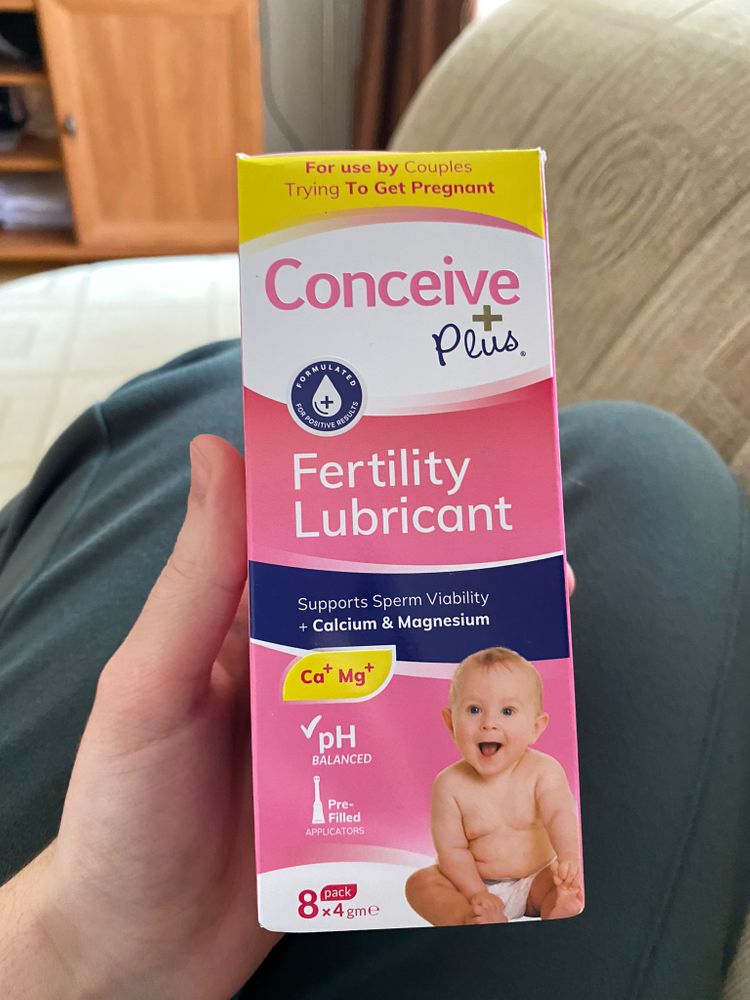 For use by Couples
Trying To Get Pregnant
Conceive
+
Plus®
FORMULATED
FOR POSITIVE RESULTS
+
Fertility
Lubricant
Supports Sperm Viability
+ Calcium & Magnesium
Ca⁺ Mg⁺
pH
BALANCED
Pre-
Filled
APPLICATORS
8 pack
×4gm℮